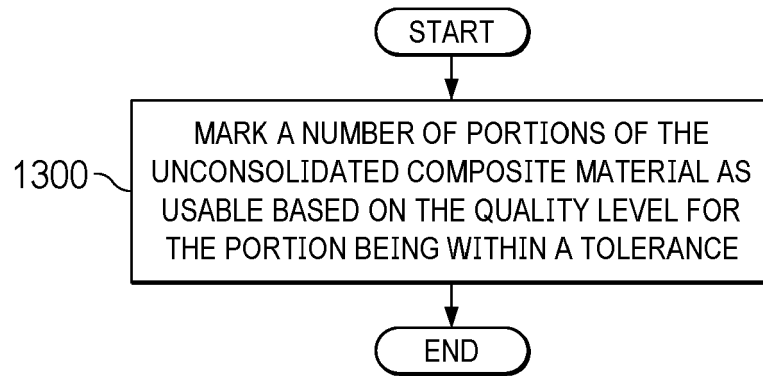 START
MARK A NUMBER OF PORTIONS OF THE
1300
UNCONSOLIDATED COMPOSITE MATERIAL AS
USABLE BASED ON THE QUALITY LEVEL FOR
THE PORTION BEING WITHIN A TOLERANCE
END